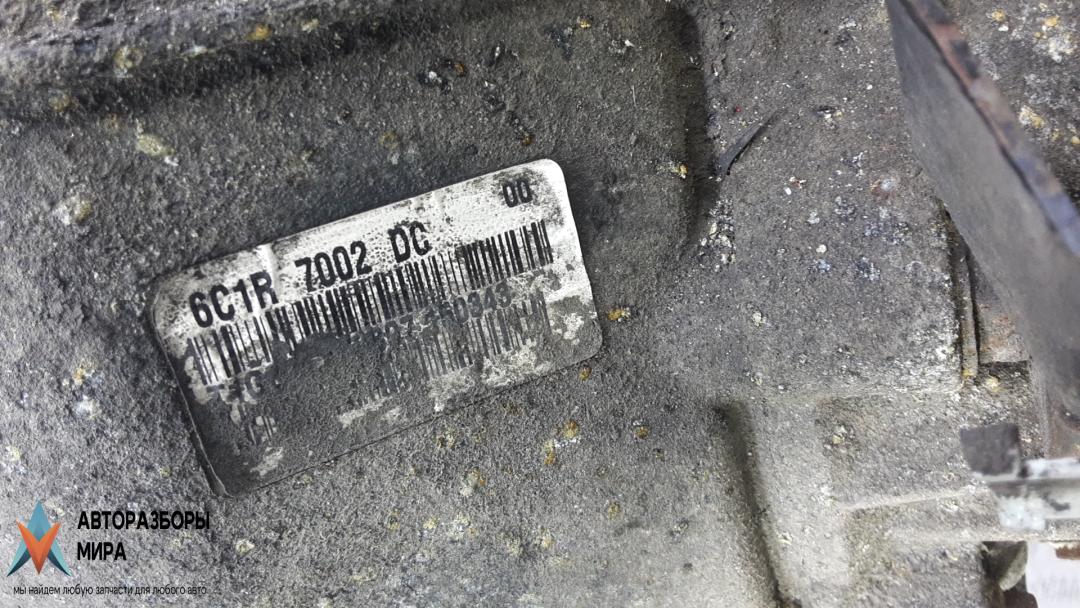 00
6C1R 7002 DC
АВТОРАЗБОРЫ
МИРА
мы найдем любую запчасти для любого авто